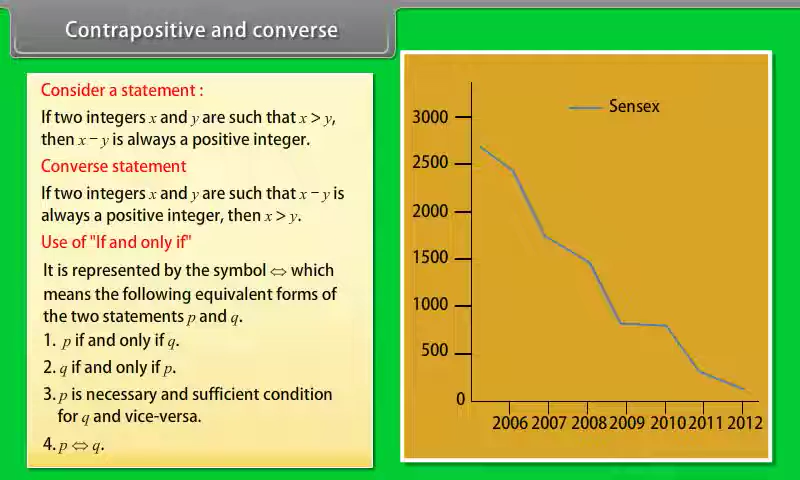 Contrapositive and converse
Consider a statement :
If two integers x and y are such that x > y,
then x − y is always a positive integer.
Converse statement
If two integers x and y are such that x − y is
always a positive integer, then x > y.
Use of "If and only if"
It is represented by the symbol ⇔ which
means the following equivalent forms of
the two statements p and q.
1. p if and only if q.
2. q if and only if p.
3. p is necessary and sufficient condition
for q and vice-versa.
4. p ⇔ q.
Sensex
3000
2500
2000
1500
1000
500
0
2006 2007 2008 2009 2010 2011 2012